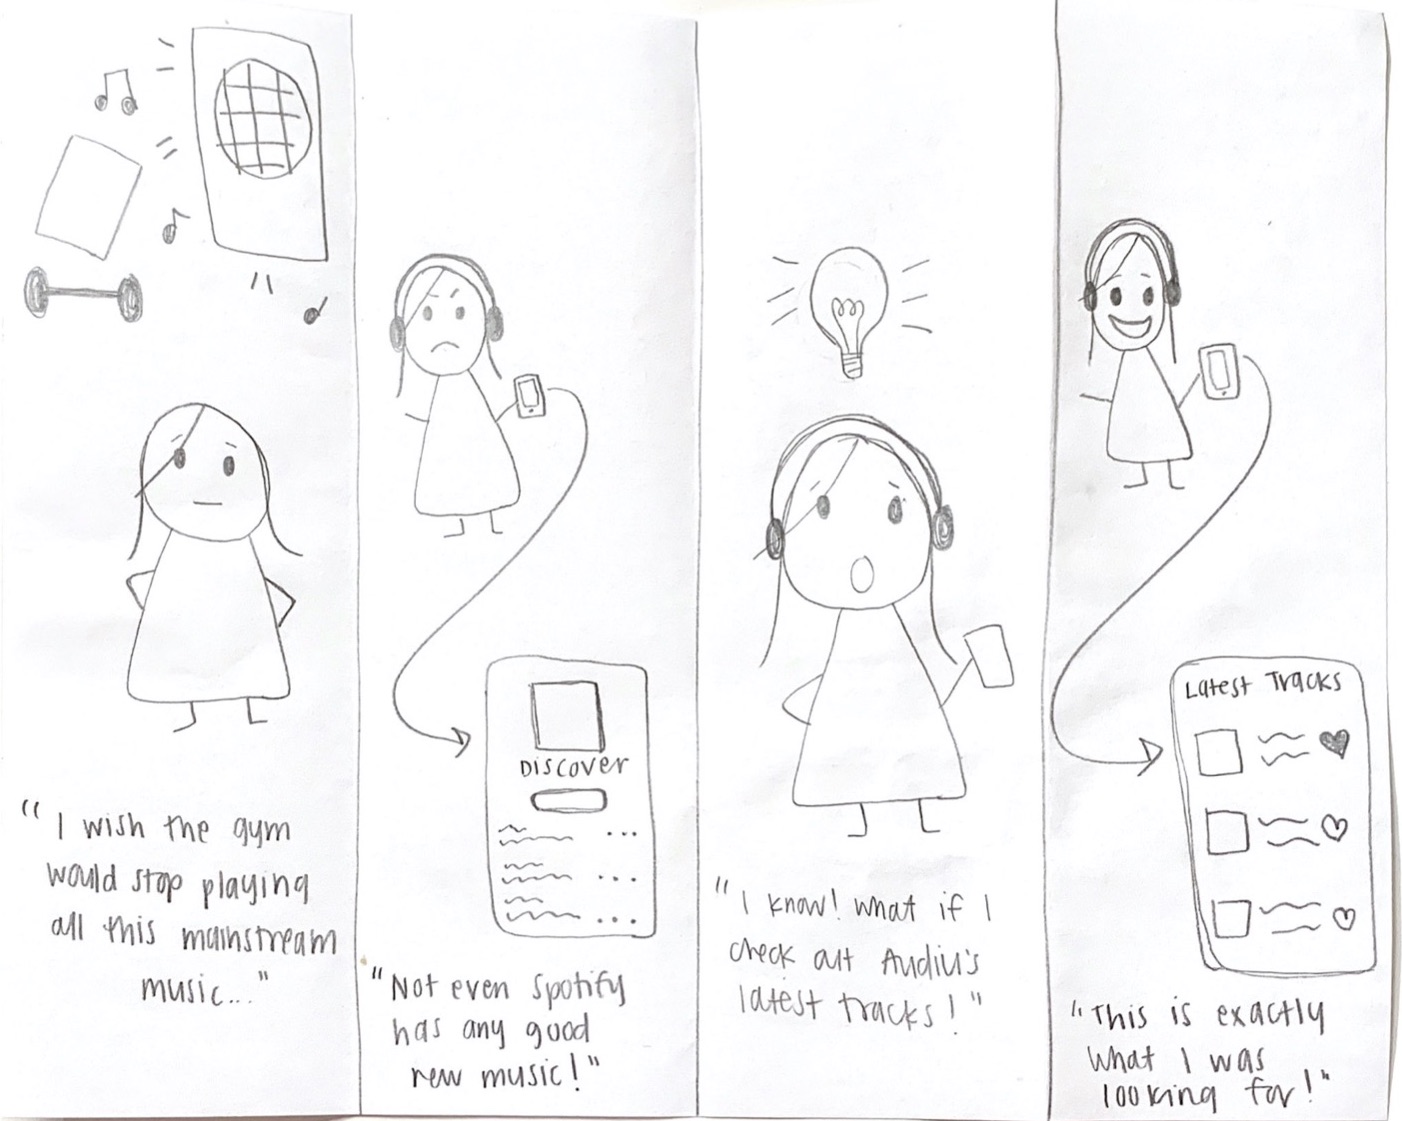 "I wish the gym
would stop playing
all this mainstream
music..."
DISCOVER
"Not even Spotify
has any good
new music!"
"I know! What if I
check out Audiu's
latest tracks!"
Latest Tracks
"This is exactly
what I was
looking for!"